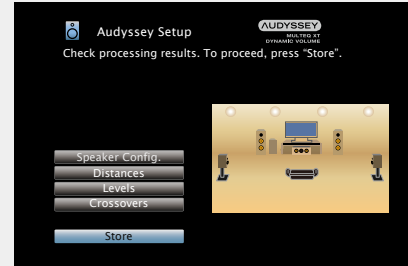 Audyssey Setup
AUDYSSEY
MULTEQ XT
DYNAMIC VOLUME
Check processing results. To proceed, press “Store”.
Speaker Config.
Distances
Levels
Crossovers
Store